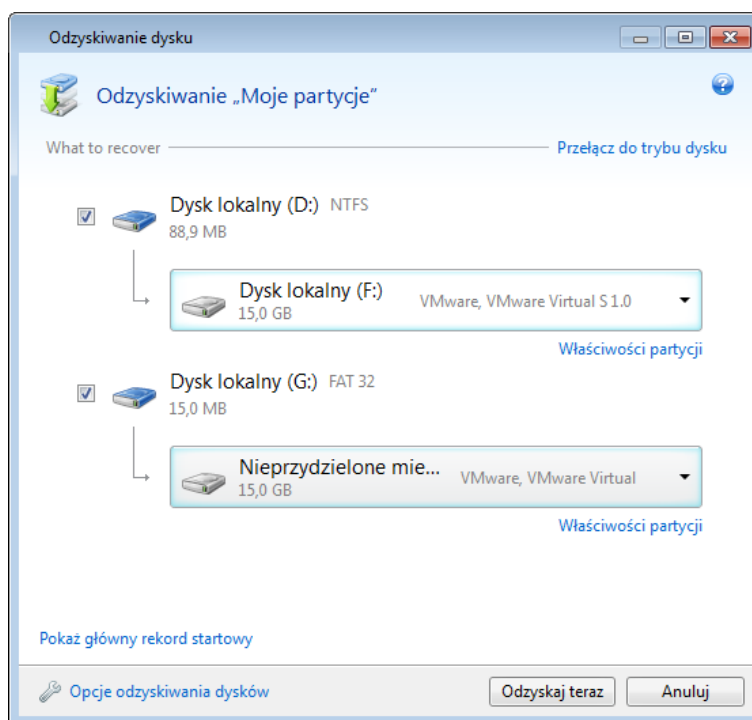 Odzyskiwanie dysku
Odzyskiwanie „Moje partycje”
What to recover
Przełącz do trybu dysku
Dysk lokalny (D:) NTFS
88,9 MB
Dysk lokalny (F:) VMware, VMware Virtual S 1.0
15,0 GB
Właściwości partycji
Dysk lokalny (G:) FAT 32
15,0 MB
Nieprzydzielone mie... VMware, VMware Virtual
15,0 GB
Właściwości partycji
Pokaż główny rekord startowy
Opcje odzyskiwania dysków
Odzyskaj teraz
Anuluj